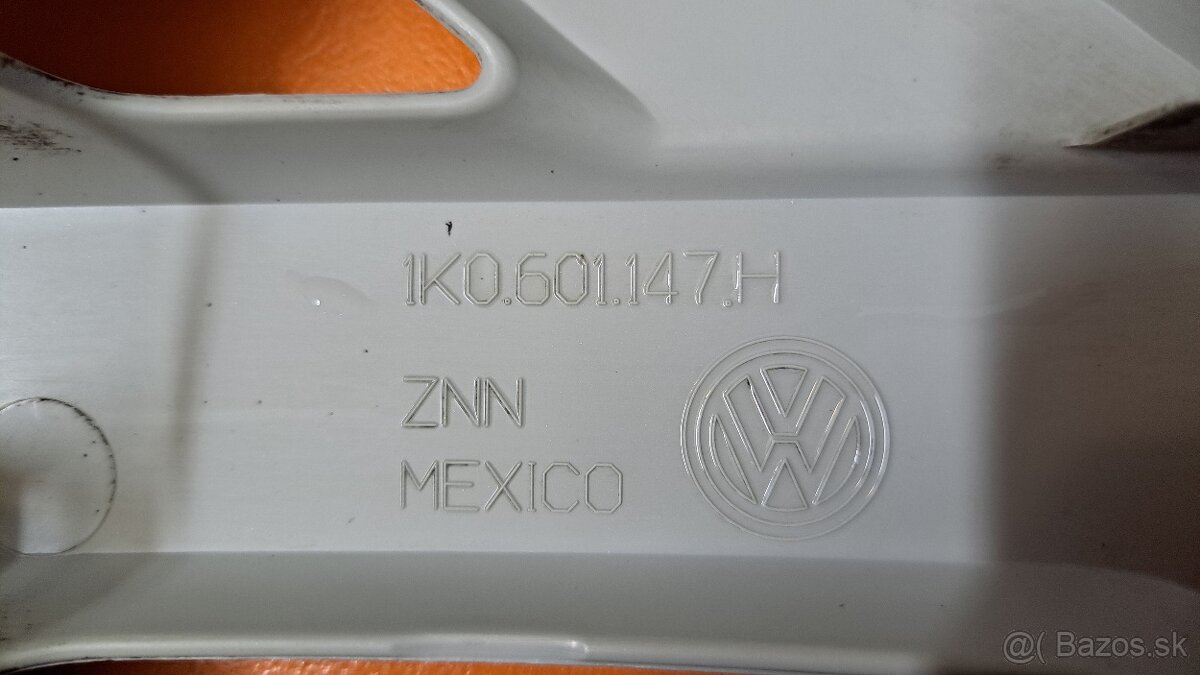 1K0.601.147.H
ZNN
MEXICO
@( Bazos.sk